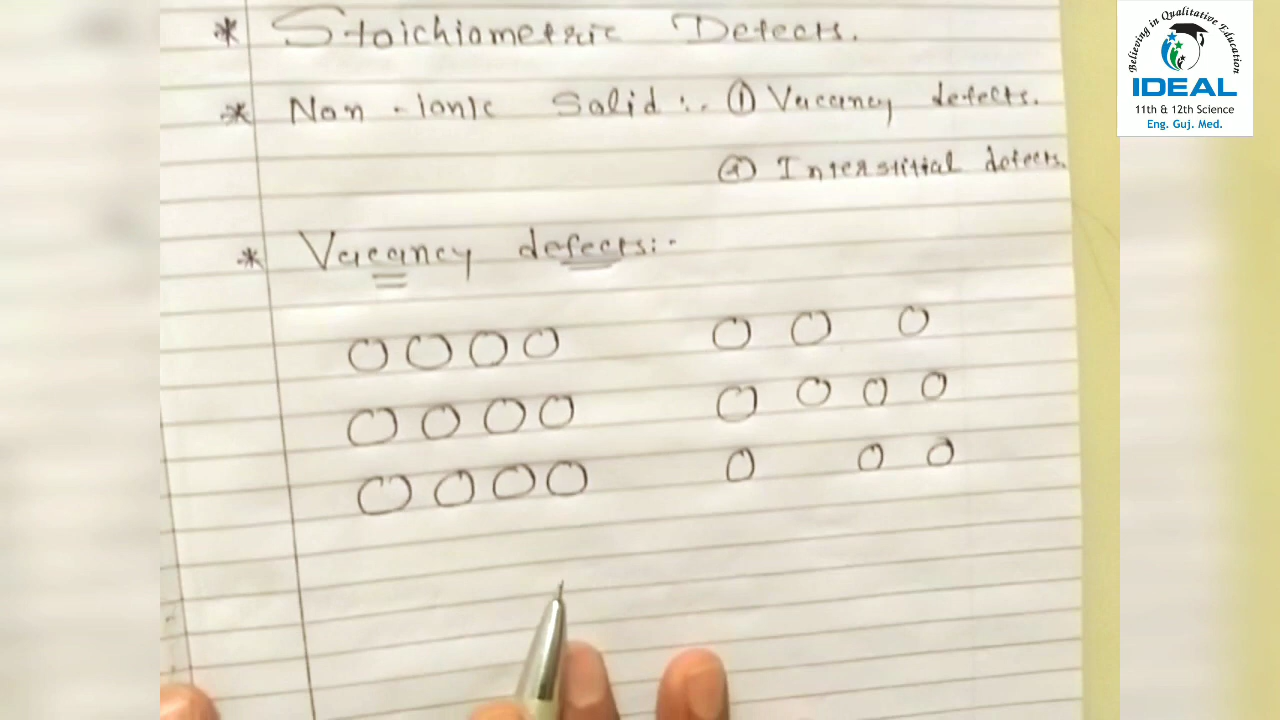 * Stoichiometric Defects.
* Non-Ionic Solid :- ① Vacancy defects.
② Interstitial defects.
* Vacancy defects:-
Believing in Qualitative Education
IDEAL
11th & 12th Science
Eng. Guj. Med.